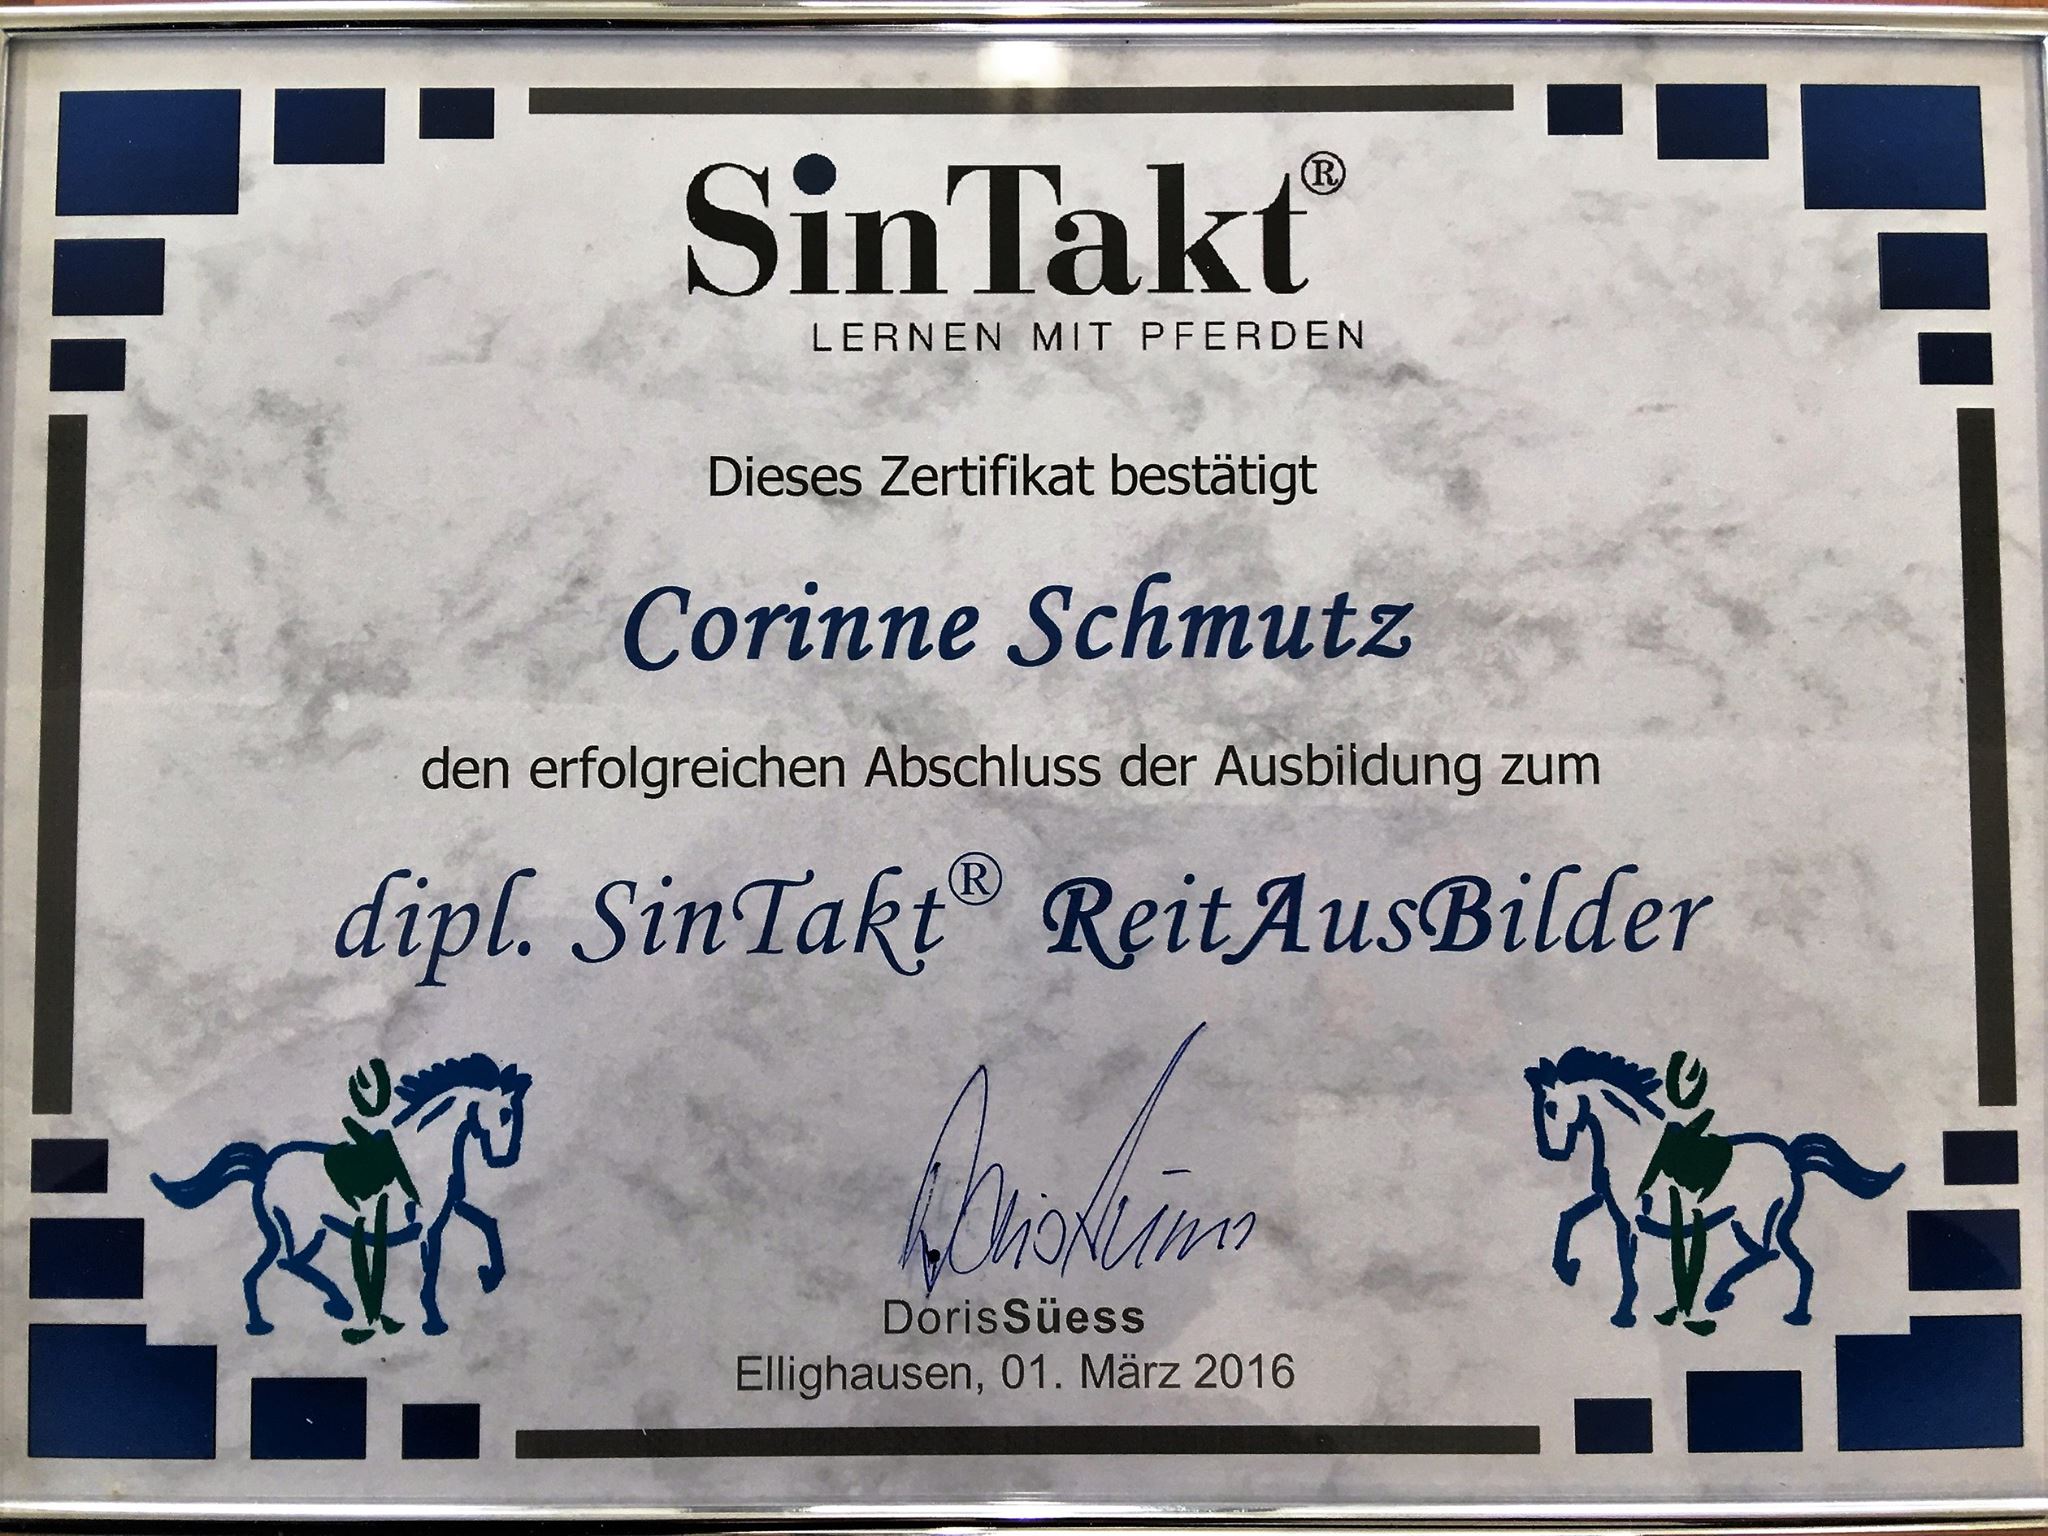 SinTakt®
LERNEN MIT PFERDEN
Dieses Zertifikat bestätigt
Corinne Schmutz
den erfolgreichen Abschluss der Ausbildung zum
dipl. SinTakt® ReitAusBilder
DorisSüess
DorisSüess
Ellighausen, 01. März 2016